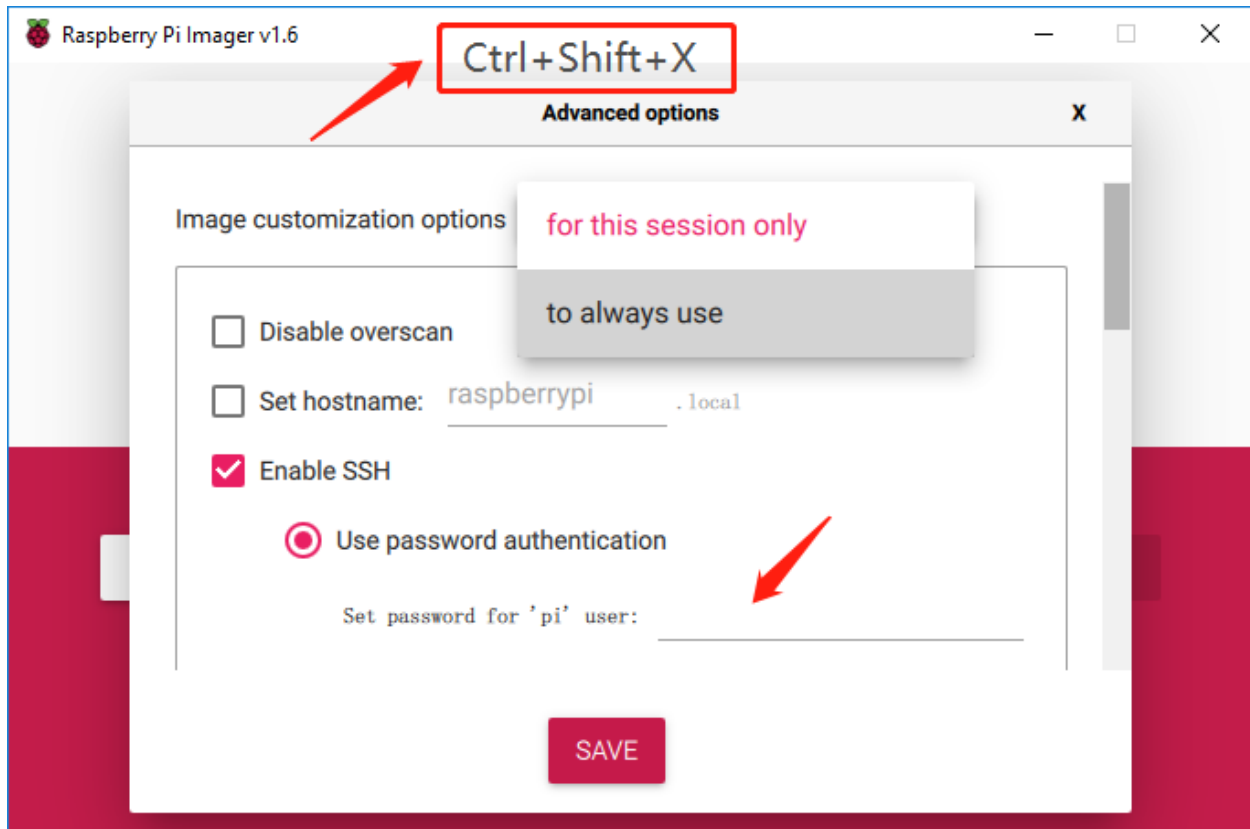 Raspberry Pi Imager v1.6
Ctrl+Shift+X
Advanced options X
Image customization options
for this session only
to always use
Disable overscan
Set hostname: raspberrypi .local
Enable SSH
Use password authentication
Set password for 'pi' user:
SAVE